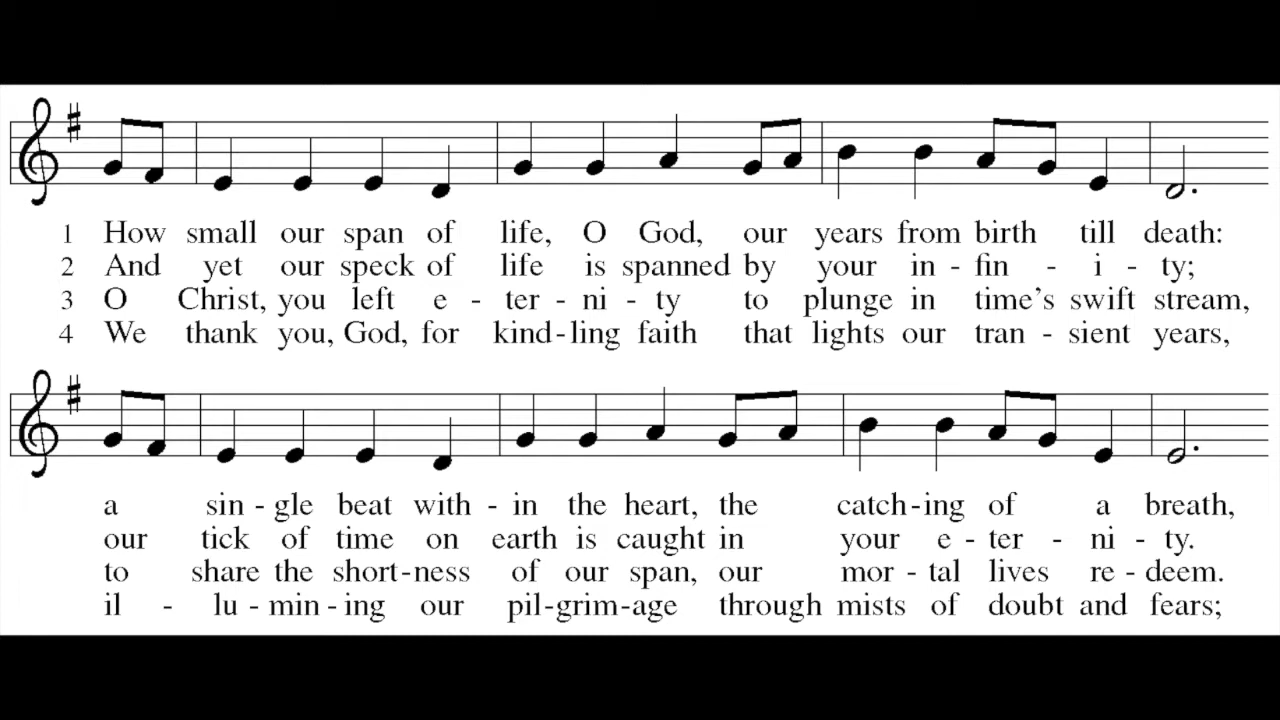 1 How small our span of life, O God, our years from birth till death:
2 And yet our speck of life is spanned by your in - fin - i - ty;
3 O Christ, you left e - ter - ni - ty to plunge in time's swift stream,
4 We thank you, God, for kind - ling faith that lights our tran - sient years,
a sin - gle beat with - in the heart, the catch - ing of a breath,
our tick of time on earth is caught in your e - ter - ni - ty.
to share the short - ness of our span, our mor - tal lives re - deem.
il - lu - min - ing our pil - grim - age through mists of doubt and fears;